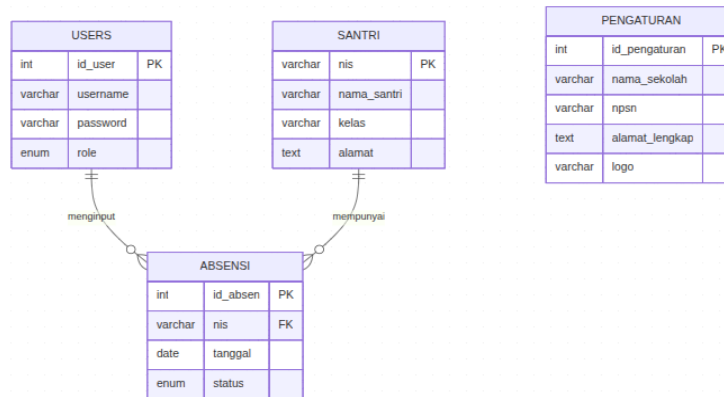 USERS
int id_user PK
varchar username
varchar password
enum role
SANTRI
varchar nis PK
varchar nama_santri
varchar kelas
text alamat
PENGATURAN
int id_pengaturan PK
varchar nama_sekolah
varchar npsn
text alamat_lengkap
varchar logo
menginput
mempunyai
ABSENSI
int id_absen PK
varchar nis FK
date tanggal
enum status